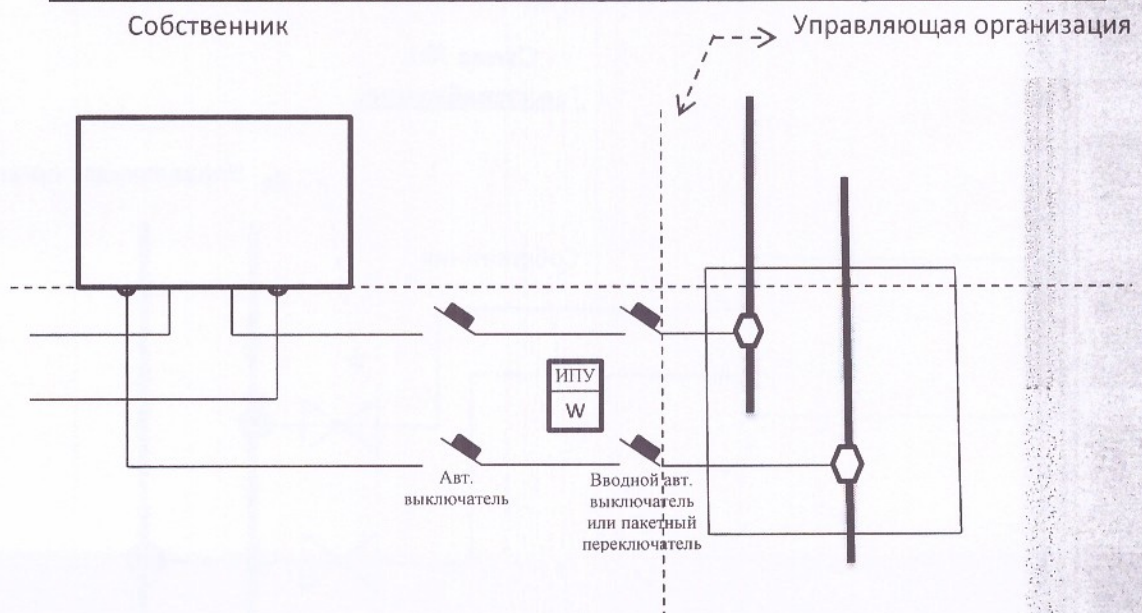 Собственник
Управляющая организация
ИПУ
W
Авт.
выключатель
Вводной авт.
выключатель
или пакетный
переключатель